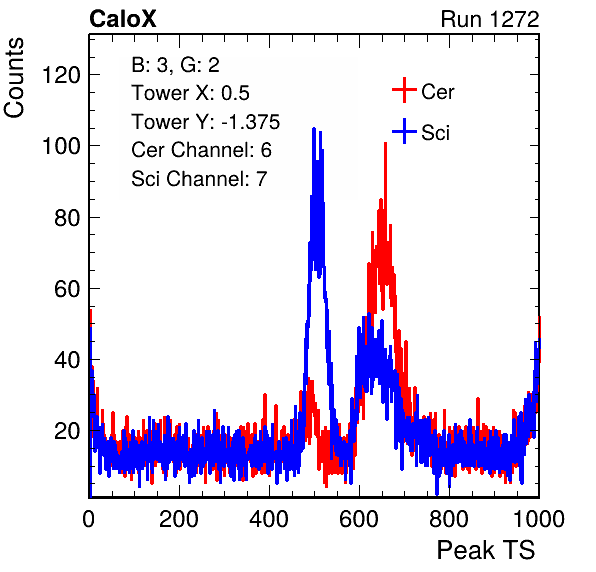 CaloX Run 1272
Counts
B: 3, G: 2
Tower X: 0.5
Tower Y: -1.375
Cer Channel: 6
Sci Channel: 7
Cer
Sci
120
100
80
60
40
20
0 200 400 600 800 1000
Peak TS